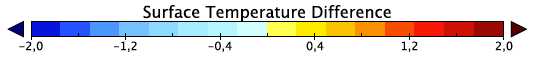 Surface Temperature Difference
-2,0 -1,2 -0,4 0,4 1,2 2,0